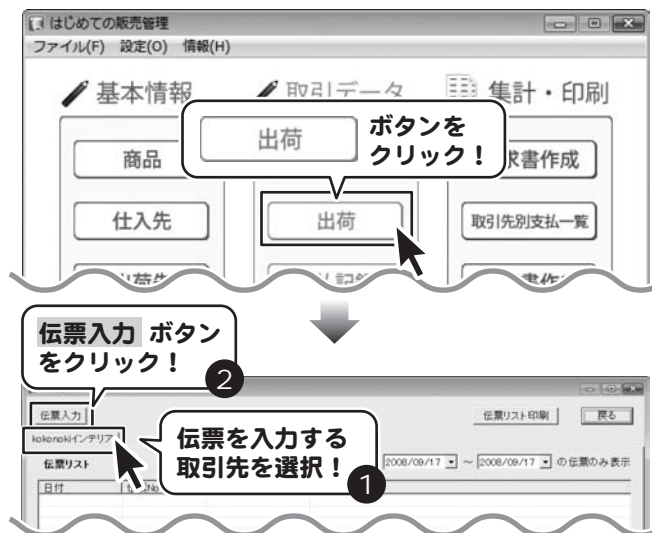 はじめての販売管理
ファイル(F) 設定(O) 情報(H)
基本情報 取引データ 集計・印刷
出荷
ボタンを
クリック！
商品
求書作成
仕入先
出荷
取引先別支払一覧
伝票入力 ボタン
をクリック！
2
伝票入力
伝票リスト印刷
戻る
kokonokiインテリア
伝票を入力する
取引先を選択！
1
伝票リスト
2008/09/17 ～ 2008/09/17 の伝票のみ表示
日付